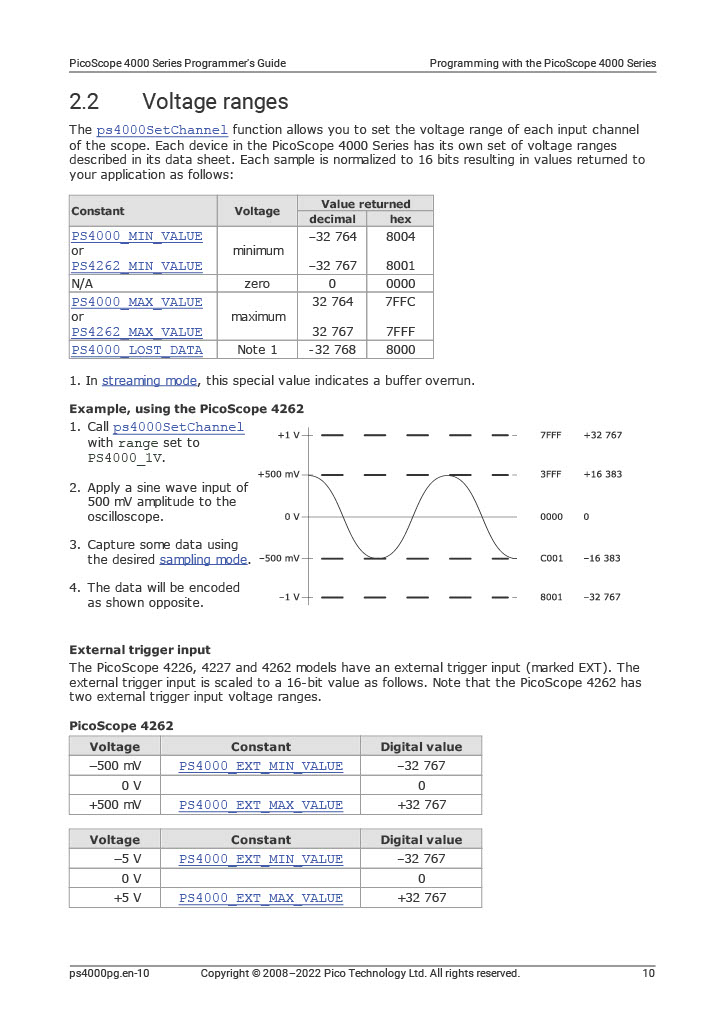 PicoScope 4000 Series Programmer's Guide Programming with the PicoScope 4000 Series
2.2 Voltage ranges
The ps4000SetChannel function allows you to set the voltage range of each input channel
of the scope. Each device in the PicoScope 4000 Series has its own set of voltage ranges
described in its data sheet. Each sample is normalized to 16 bits resulting in values returned to
your application as follows:
Constant Voltage Value returned
decimal hex
PS4000_MIN_VALUE –32 764 8004
or minimum
PS4262_MIN_VALUE –32 767 8001
N/A zero 0 0000
PS4000_MAX_VALUE 32 764 7FFC
or maximum
PS4262_MAX_VALUE 32 767 7FFF
PS4000_LOST_DATA Note 1 -32 768 8000
1. In streaming mode, this special value indicates a buffer overrun.
Example, using the PicoScope 4262
1. Call ps4000SetChannel
with range set to
PS4000_1V.
2. Apply a sine wave input of
500 mV amplitude to the
oscilloscope.
3. Capture some data using
the desired sampling mode.
4. The data will be encoded
as shown opposite.
+1 V 7FFF +32 767
+500 mV 3FFF +16 383
0 V 0000 0
–500 mV C001 –16 383
–1 V 8001 –32 767
External trigger input
The PicoScope 4226, 4227 and 4262 models have an external trigger input (marked EXT). The
external trigger input is scaled to a 16-bit value as follows. Note that the PicoScope 4262 has
two external trigger input voltage ranges.
PicoScope 4262
Voltage Constant Digital value
–500 mV PS4000_EXT_MIN_VALUE –32 767
0 V 0
+500 mV PS4000_EXT_MAX_VALUE +32 767
Voltage Constant Digital value
–5 V PS4000_EXT_MIN_VALUE –32 767
0 V 0
+5 V PS4000_EXT_MAX_VALUE +32 767
ps4000pg.en-10 Copyright © 2008–2022 Pico Technology Ltd. All rights reserved. 10